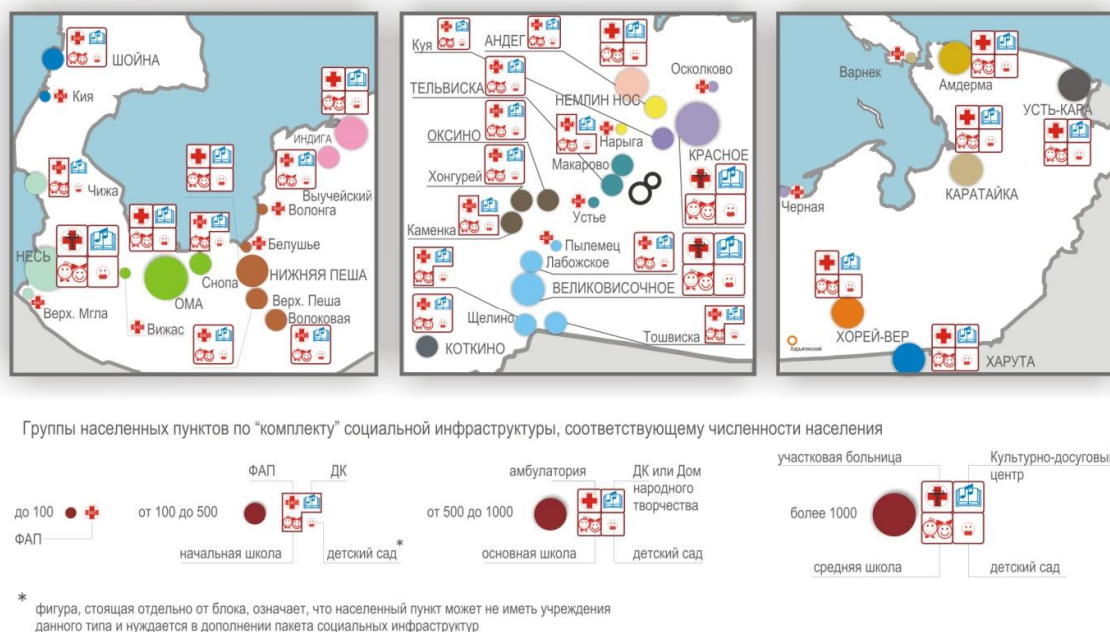 ШОЙНА
Кия
Чижа
НЕСЬ
Верх. Мгла
Вижас
ОМА
Снопа
ИНДИГА
Выучейский
Волонга
Белушье
НИЖНЯЯ ПЕША
Верх. Пеша
Волоковая
Куя
АНДЕГ
ТЕЛЬВИСКА
ОКСИНО
Хонгурей
Каменка
Осколково
НЕЛМИН НОС
Нарыга
Макарово
КРАСНОЕ
Устье
Пылемец
Лабожское
ВЕЛИКОВИСОЧНОЕ
Щелино
Тошвиска
КОТКИНО
Варнек
Амдерма
УСТЬ-КАРА
КАРАТАЙКА
Черная
ХОРЕЙ-ВЕР
Харьягинский
ХАРУТА
Группы населенных пунктов по “комплекту” социальной инфраструктуры, соответствующему численности населения
до 100
ФАП
от 100 до 500
ФАП
ДК
начальная школа
детский сад *
от 500 до 1000
амбулатория
ДК или Дом
народного
творчества
основная школа
детский сад
более 1000
участковая больница
Культурно-досуговый
центр
средняя школа
детский сад
* фигура, стоящая отдельно от блока, означает, что населенный пункт может не иметь учреждения
данного типа и нуждается в дополнении пакета социальных инфраструктур